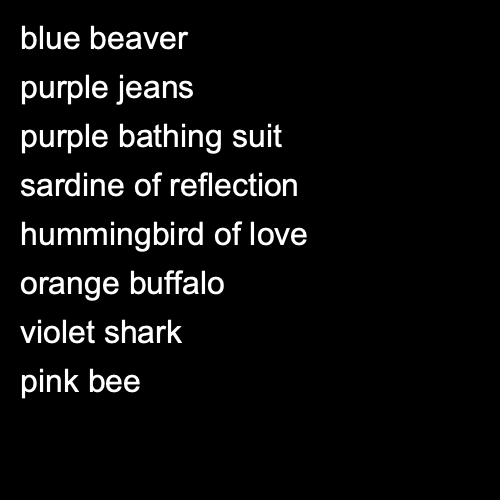 blue beaver
purple jeans
purple bathing suit
sardine of reflection
hummingbird of love
orange buffalo
violet shark
pink bee